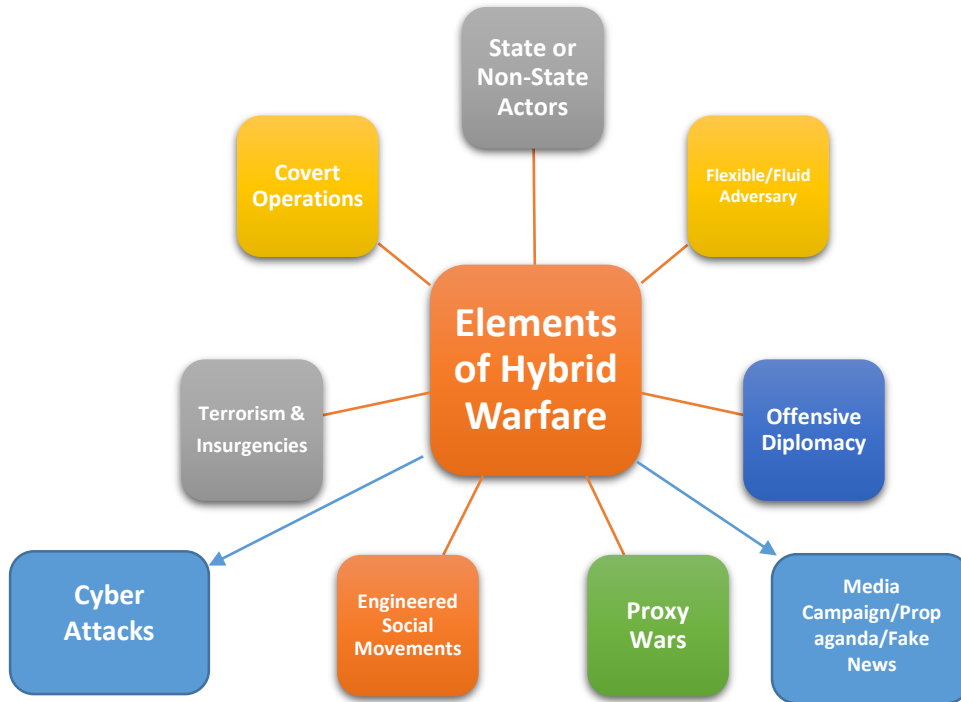 State or
Non-State
Actors
Covert
Operations
Flexible/Fluid
Adversary
Elements
of Hybrid
Warfare
Terrorism &
Insurgencies
Offensive
Diplomacy
Cyber
Attacks
Engineered
Social
Movements
Proxy
Wars
Media
Campaign/Prop
aganda/Fake
News